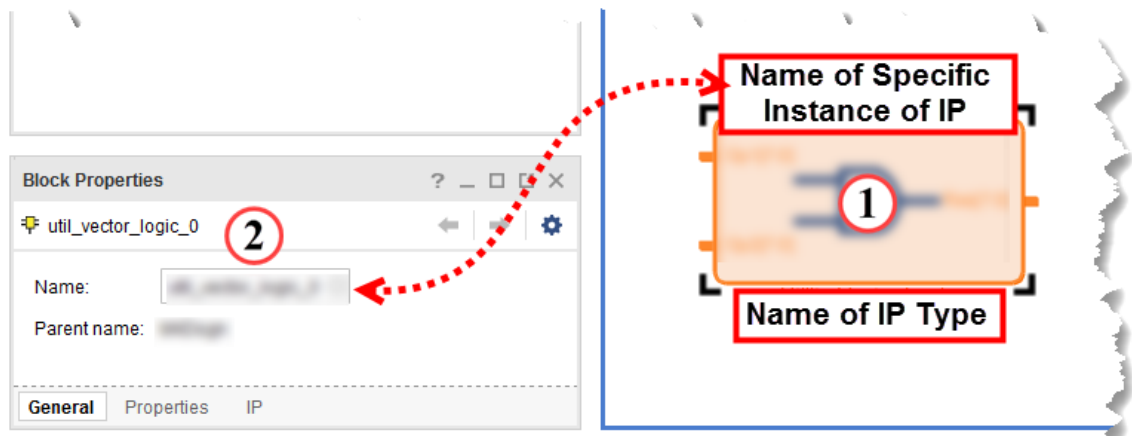 Block Properties
util_vector_logic_0
2
Name:
Parent name:
General Properties IP
Name of Specific
Instance of IP
1
Name of IP Type